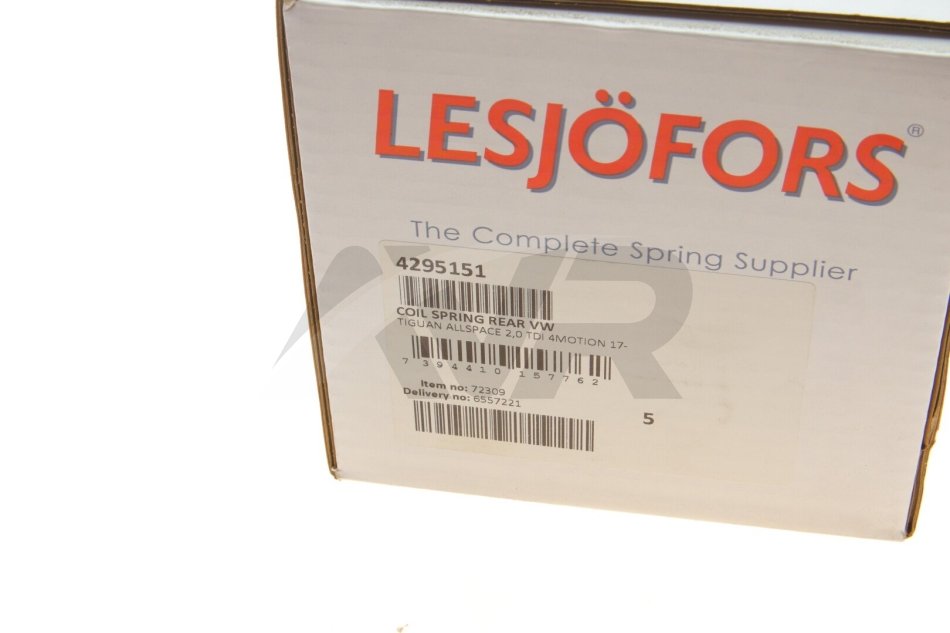 LESJÖFORS®
The Complete Spring Supplier
4295151
COIL SPRING REAR VW
TIGUAN ALLSPACE 2,0 TDI 4MOTION 17-
7 394410 157762
Item no: 72309
Delivery no: 6557221
5